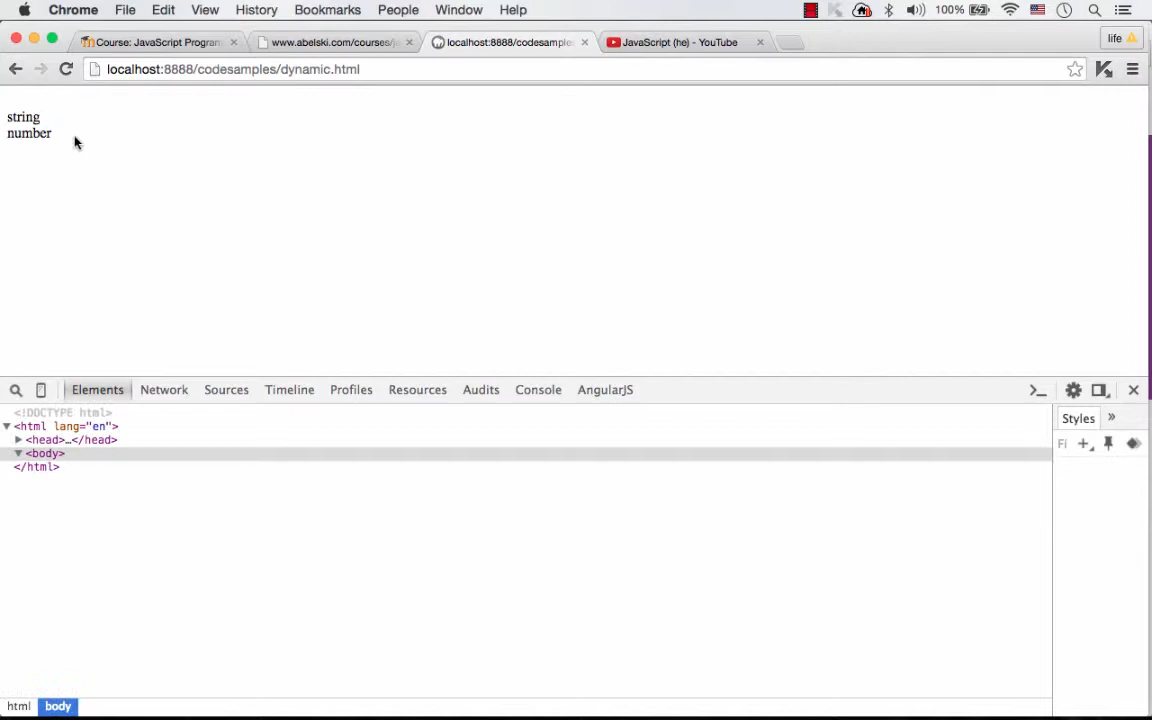 Chrome File Edit View History Bookmarks People Window Help 100%
Course: JavaScript Program www.abelski.com/courses/ja localhost:8888/codesample JavaScript (he) - YouTube life
localhost:8888/codesamples/dynamic.html
string
number
Elements Network Sources Timeline Profiles Resources Audits Console AngularJS
<!DOCTYPE html>
<html lang="en">
<head>…</head>
<body>
</html>
Styles »
Fi
html body